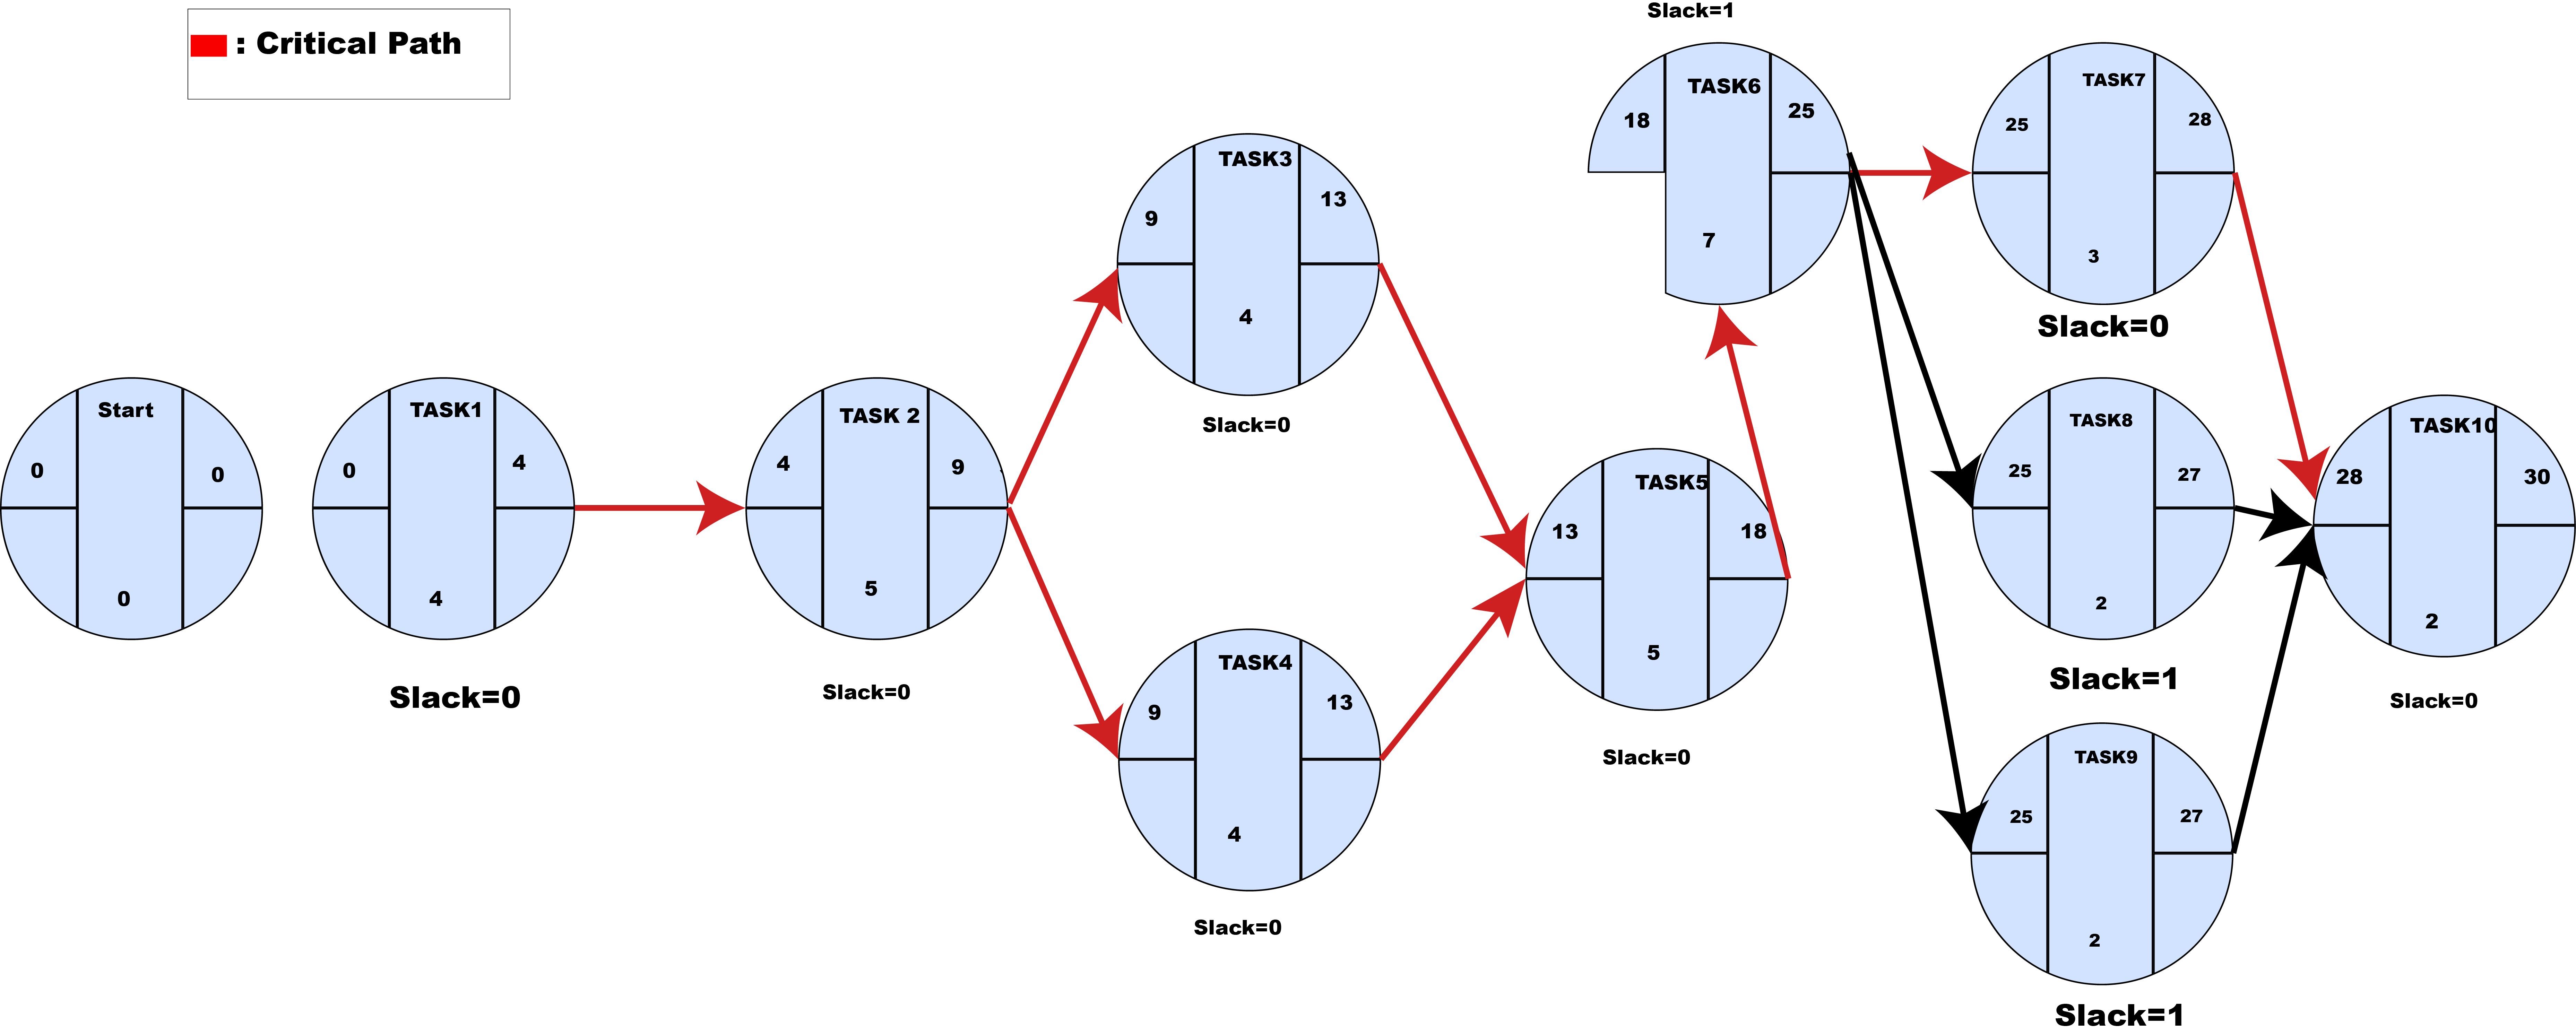 : Critical Path
Start
0
0
0
TASK1
0
4
4
Slack=0
TASK 2
4
9
5
Slack=0
TASK3
9
13
4
Slack=0
TASK4
9
13
4
Slack=0
TASK5
13
18
5
Slack=0
Slack=1
TASK6
18
25
7
TASK7
25
28
3
Slack=0
TASK8
25
27
2
Slack=1
TASK9
25
27
2
Slack=1
TASK10
28
30
2
Slack=0